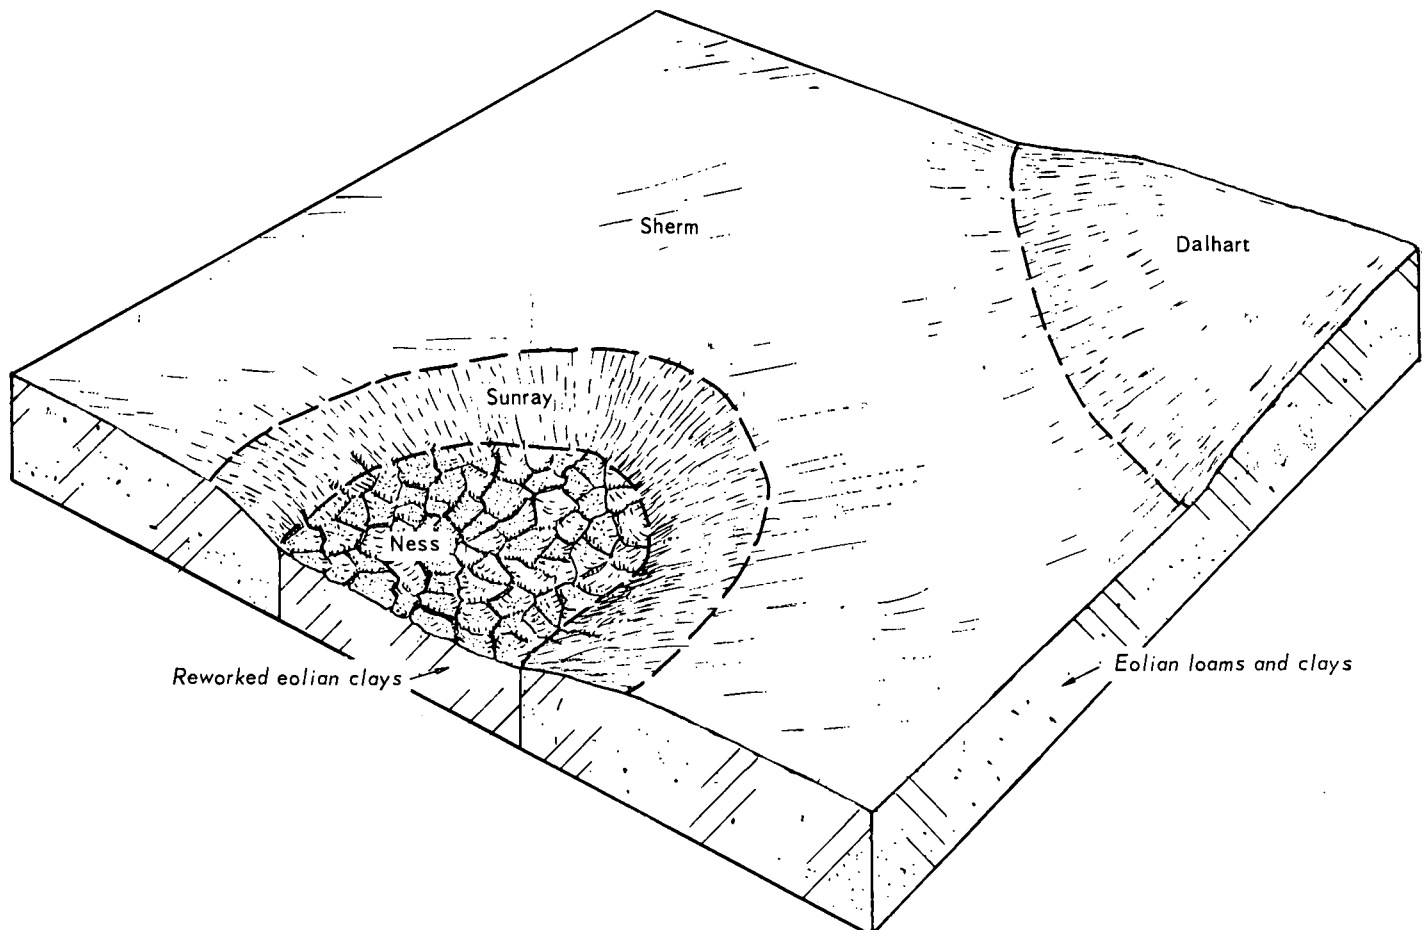 Sherm
Dalhart
Sunray
Ness
Reworked eolian clays
Eolian loams and clays